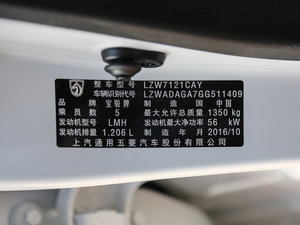 整车型号 LZW7121CAY
车辆识别代号 LZWADAGA7GG511409
品牌 宝骏牌 制造国 中国
乘员数 5 最大允许总质量 1350 kg
发动机型号 LMH 发动机最大净功率 56 kW
发动机排量 1.206 L 制造日期 2016/10
上汽通用五菱汽车股份有限公司